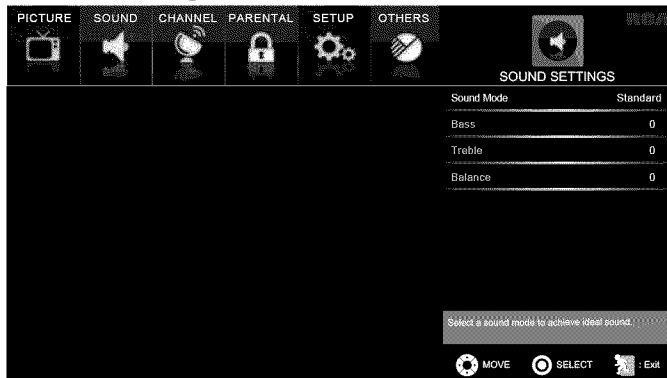 PICTURE SOUND CHANNEL PARENTAL SETUP OTHERS
RCA
SOUND SETTINGS
Sound Mode Standard
Bass 0
Treble 0
Balance 0
Select a sound mode to achieve ideal sound.
MOVE SELECT : Exit